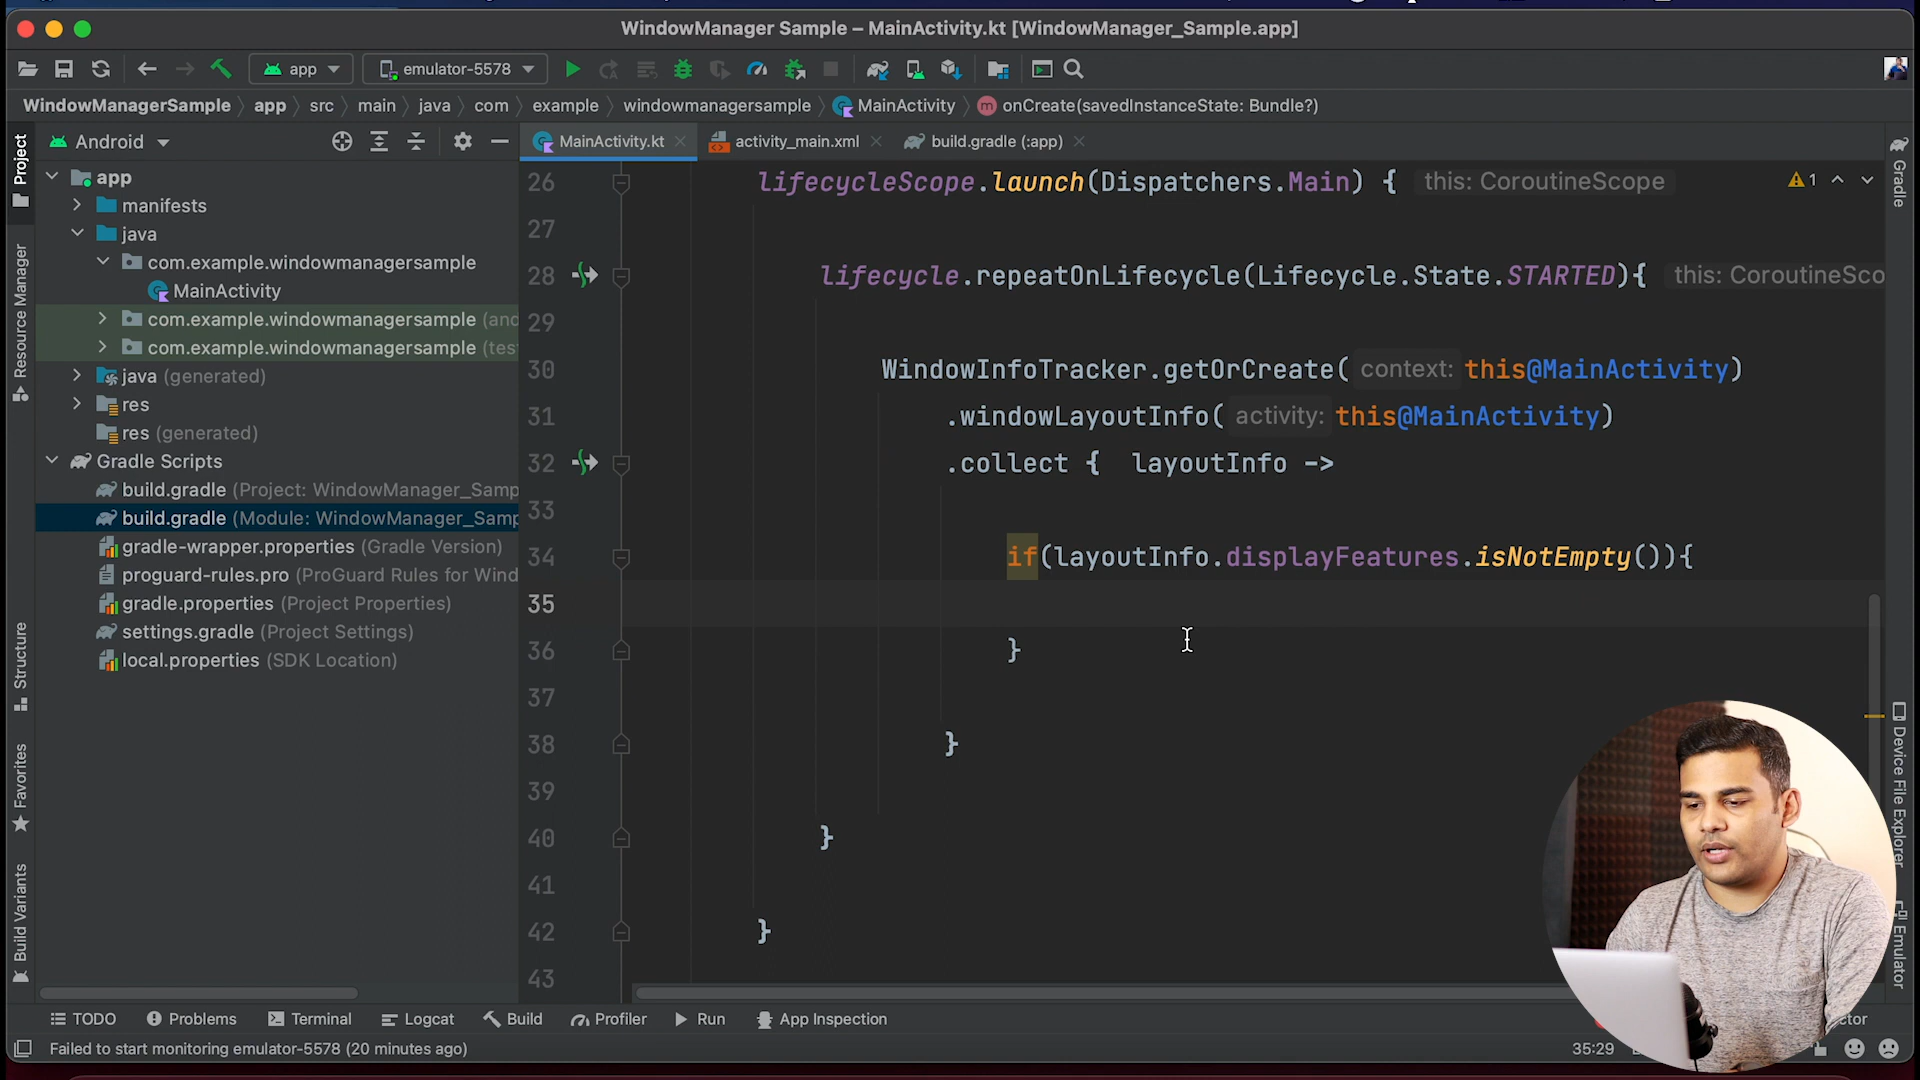 WindowManager Sample – MainActivity.kt [WindowManager_Sample.app]
app
emulator-5578
WindowManagerSample
app
src
main
java
com
example
windowmanagersample
MainActivity
onCreate(savedInstanceState: Bundle?)
Project
Android
MainActivity.kt
activity_main.xml
build.gradle (:app)
Gradle
app
manifests
java
com.example.windowmanagersample
MainActivity
com.example.windowmanagersample (and
com.example.windowmanagersample (tes
java (generated)
res
res (generated)
Gradle Scripts
build.gradle (Project: WindowManager_Samp
build.gradle (Module: WindowManager_Samp
gradle-wrapper.properties (Gradle Version)
proguard-rules.pro (ProGuard Rules for Wind
gradle.properties (Project Properties)
settings.gradle (Project Settings)
local.properties (SDK Location)
Resource Manager
Structure
Favorites
Build Variants
26 lifecycleScope.launch(Dispatchers.Main) { this: CoroutineScope
1
27
28 lifecycle.repeatOnLifecycle(Lifecycle.State.STARTED){ this: CoroutineSco
29
30 WindowInfoTracker.getOrCreate( context: this@MainActivity)
31 .windowLayoutInfo( activity: this@MainActivity)
32 .collect { layoutInfo ->
33
34 if(layoutInfo.displayFeatures.isNotEmpty()){
35
36 }
37
38 }
39
40 }
41
42 }
43
Device File Explorer
Emulator
TODO
Problems
Terminal
Logcat
Build
Profiler
Run
App Inspection
ctor
Failed to start monitoring emulator-5578 (20 minutes ago)
35:29